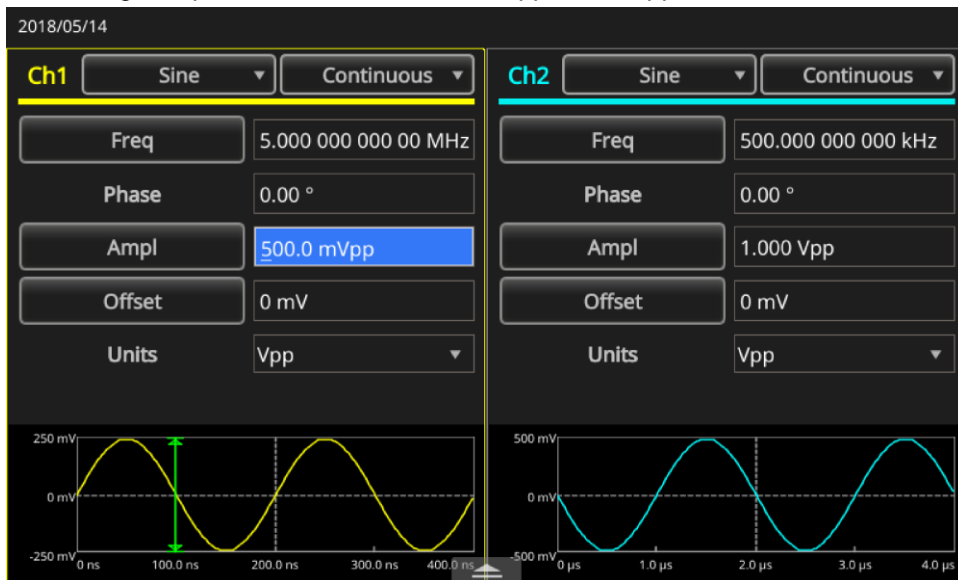 2018/05/14
Ch1 Sine Continuous
Freq 5.000 000 000 00 MHz
Phase 0.00 °
Ampl 500.0 mVpp
Offset 0 mV
Units Vpp
250 mV
0 mV
-250 mV
0 ns 100.0 ns 200.0 ns 300.0 ns 400.0 ns
Ch2 Sine Continuous
Freq 500.000 000 000 kHz
Phase 0.00 °
Ampl 1.000 Vpp
Offset 0 mV
Units Vpp
500 mV
0 mV
-500 mV
0 µs 1.0 µs 2.0 µs 3.0 µs 4.0 µs